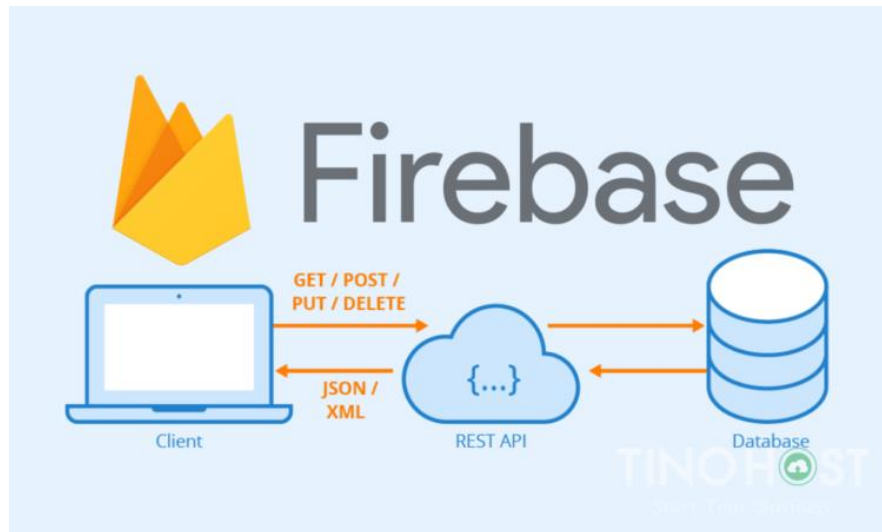 Firebase
GET / POST /
PUT / DELETE
{...}
JSON /
XML
Client
REST API
Database
TINOHOST